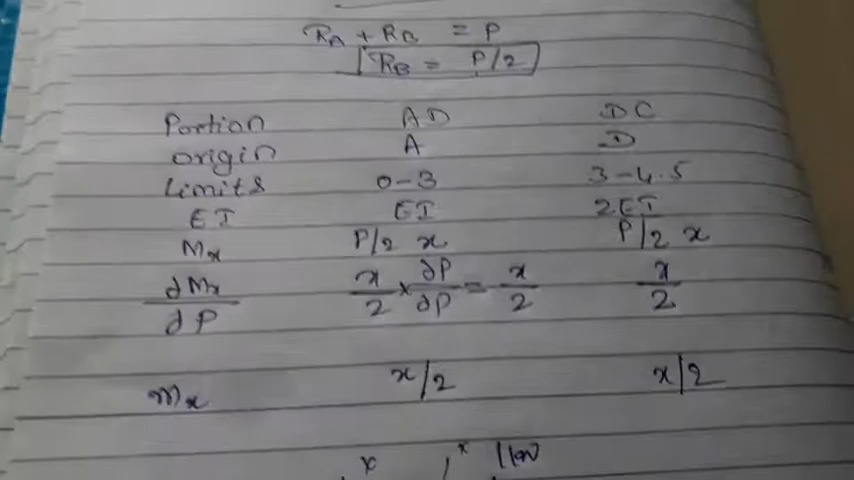 RA + RB = P
RB = P/2
Portion AD DC
origin A D
limits 0-3 3-4.5
EI EI 2EI
Mx P/2 x P/2 x
∂Mx/∂P x/2 × ∂P/∂P = x/2 x/2
mx x/2 x/2
x x